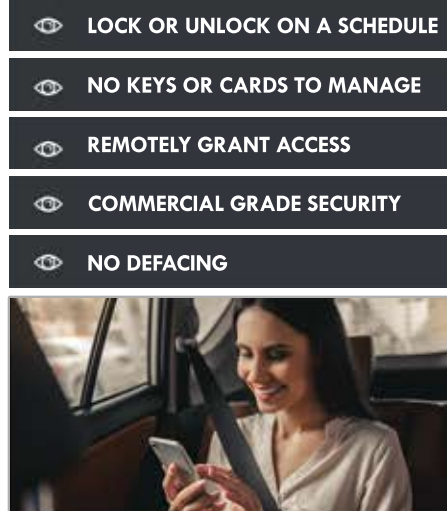 LOCK OR UNLOCK ON A SCHEDULE
NO KEYS OR CARDS TO MANAGE
REMOTELY GRANT ACCESS
COMMERCIAL GRADE SECURITY
NO DEFACING